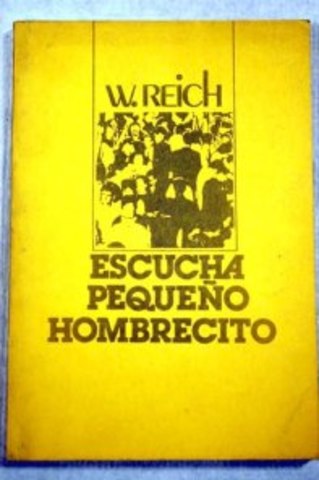 W. REICH
ESCUCHA
PEQUEÑO
HOMBRECITO